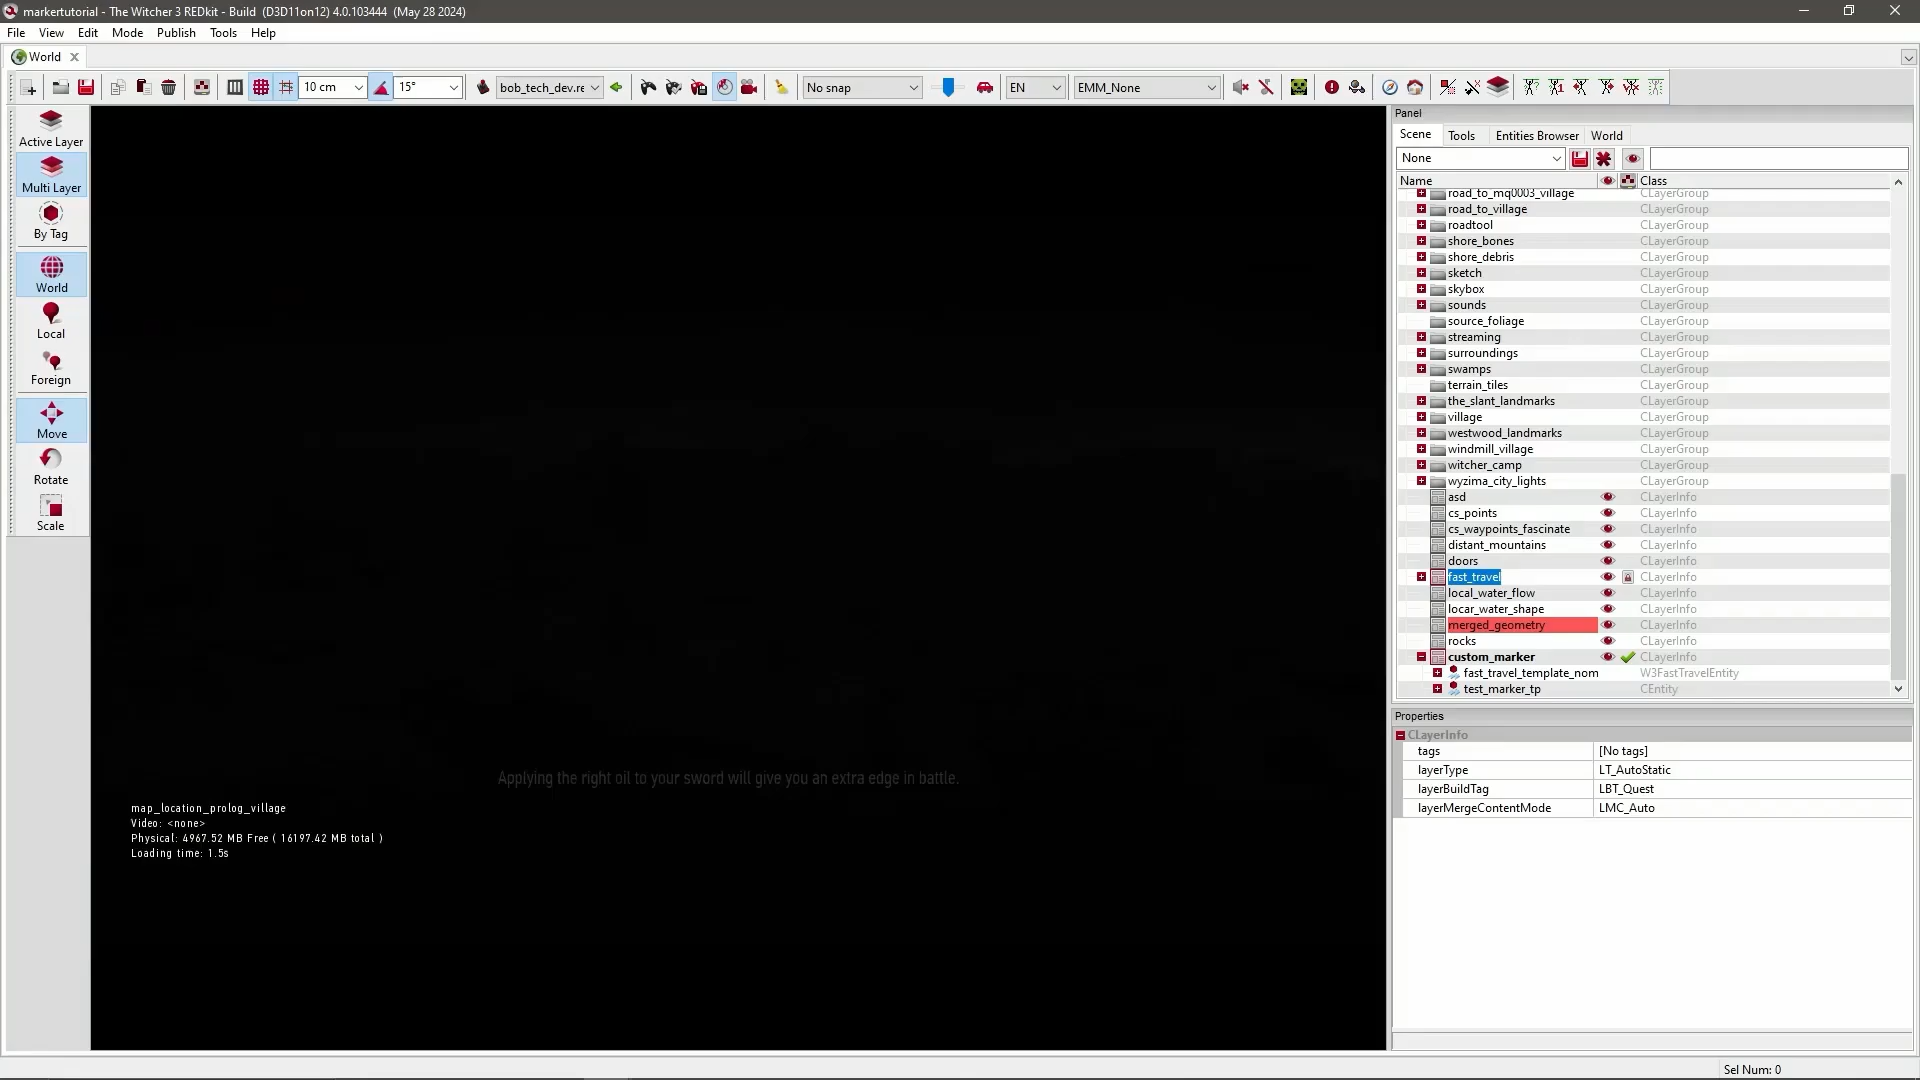 markertutorial - The Witcher 3 REDkit - Build  (D3D11on12) 4.0.103444  (May 28 2024)
File View Edit Mode Publish Tools Help
World
10 cm 15° bob_tech_dev.re No snap EN EMM_None
Active Layer
Multi Layer
By Tag
World
Local
Foreign
Move
Rotate
Scale
Applying the right oil to your sword will give you an extra edge in battle.
map_location_prolog_village
Video: <none>
Physical: 4967.52 MB Free ( 16197.42 MB total )
Loading time: 1.5s
Panel
Scene Tools Entities Browser World
None
Name Class
road_to_mq0003_village CLayerGroup
road_to_village CLayerGroup
roadtool CLayerGroup
shore_bones CLayerGroup
shore_debris CLayerGroup
sketch CLayerGroup
skybox CLayerGroup
sounds CLayerGroup
source_foliage CLayerGroup
streaming CLayerGroup
surroundings CLayerGroup
swamps CLayerGroup
terrain_tiles CLayerGroup
the_slant_landmarks CLayerGroup
village CLayerGroup
westwood_landmarks CLayerGroup
windmill_village CLayerGroup
witcher_camp CLayerGroup
wyzima_city_lights CLayerGroup
asd CLayerInfo
cs_points CLayerInfo
cs_waypoints_fascinate CLayerInfo
distant_mountains CLayerInfo
doors CLayerInfo
fast_travel CLayerInfo
local_water_flow CLayerInfo
locar_water_shape CLayerInfo
merged_geometry CLayerInfo
rocks CLayerInfo
custom_marker CLayerInfo
fast_travel_template_nom W3FastTravelEntity
test_marker_tp CEntity
Properties
CLayerInfo
tags [No tags]
layerType LT_AutoStatic
layerBuildTag LBT_Quest
layerMergeContentMode LMC_Auto
Sel Num: 0